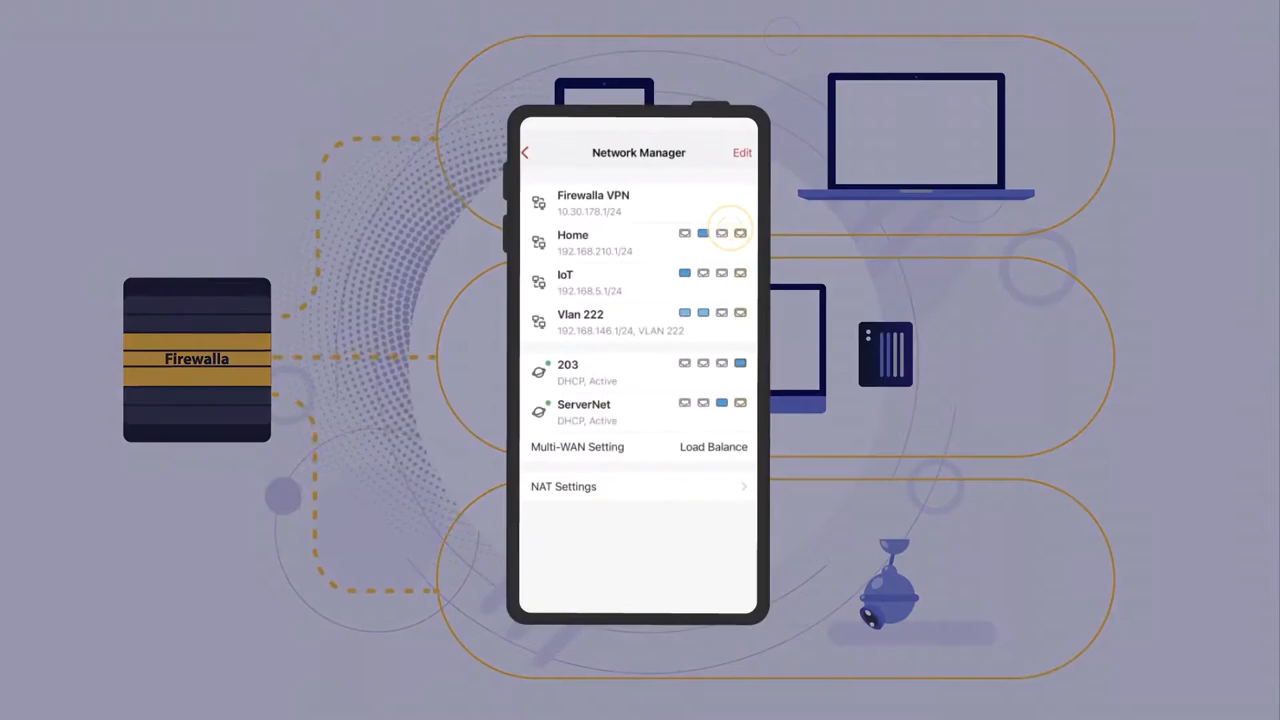 Network Manager
Edit
Firewalla VPN
10.30.178.1/24
Home
192.168.210.1/24
IoT
192.168.5.1/24
Vlan 222
192.168.146.1/24, VLAN 222
Firewalla
203
DHCP, Active
ServerNet
DHCP, Active
Multi-WAN Setting
Load Balance
NAT Settings